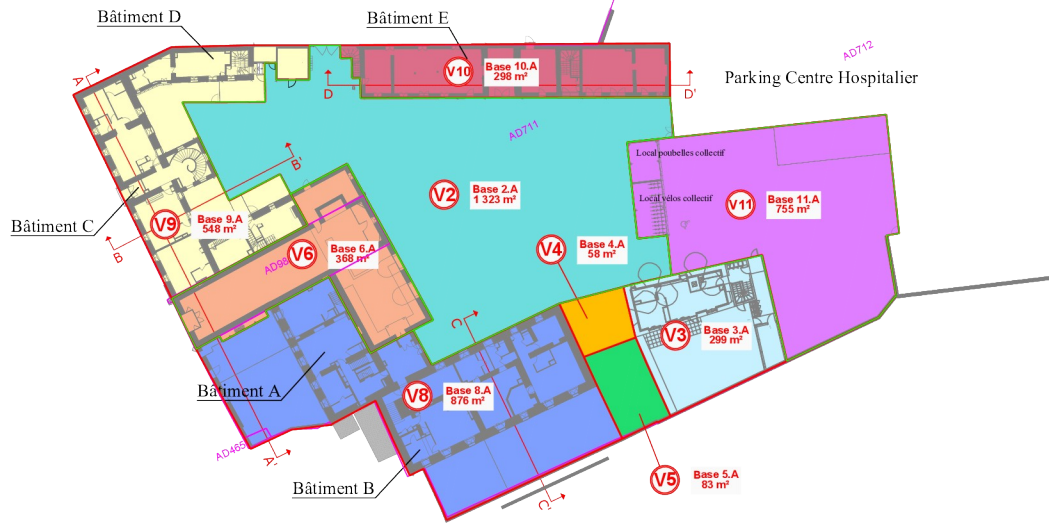 Bâtiment D
Bâtiment E
AD712
Parking Centre Hospitalier
A
V10
Base 10.A
298 m²
D
D'
AD711
B'
Local poubelles collectif
Local vélos collectif
V11
Base 11.A
755 m²
V2
Base 2.A
1 323 m²
Bâtiment C
V9
Base 9.A
548 m²
B
V6
Base 6.A
368 m²
AD98
V4
Base 4.A
58 m²
C
V3
Base 3.A
299 m²
Bâtiment A
V8
Base 8.A
876 m²
AD465
A'
Bâtiment B
C'
V5
Base 5.A
83 m²